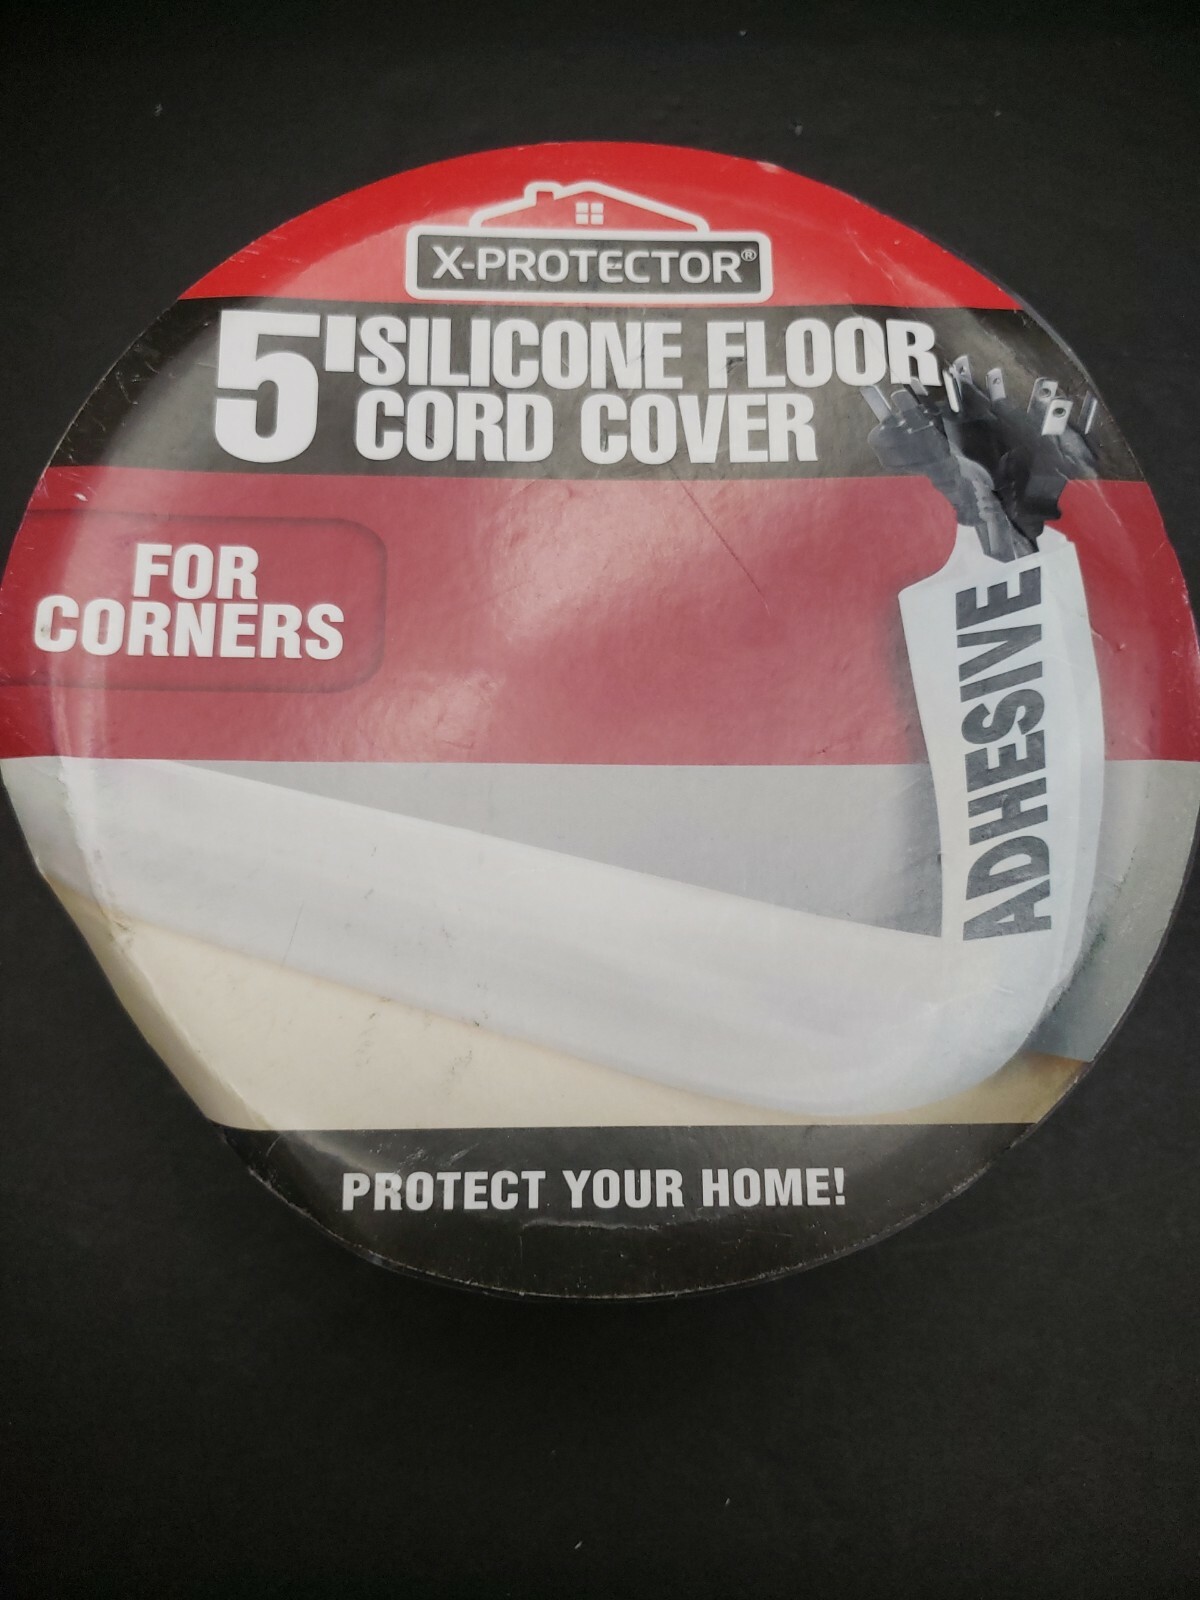 X-PROTECTOR®
5' SILICONE FLOOR
CORD COVER
FOR
CORNERS
ADHESIVE
PROTECT YOUR HOME!